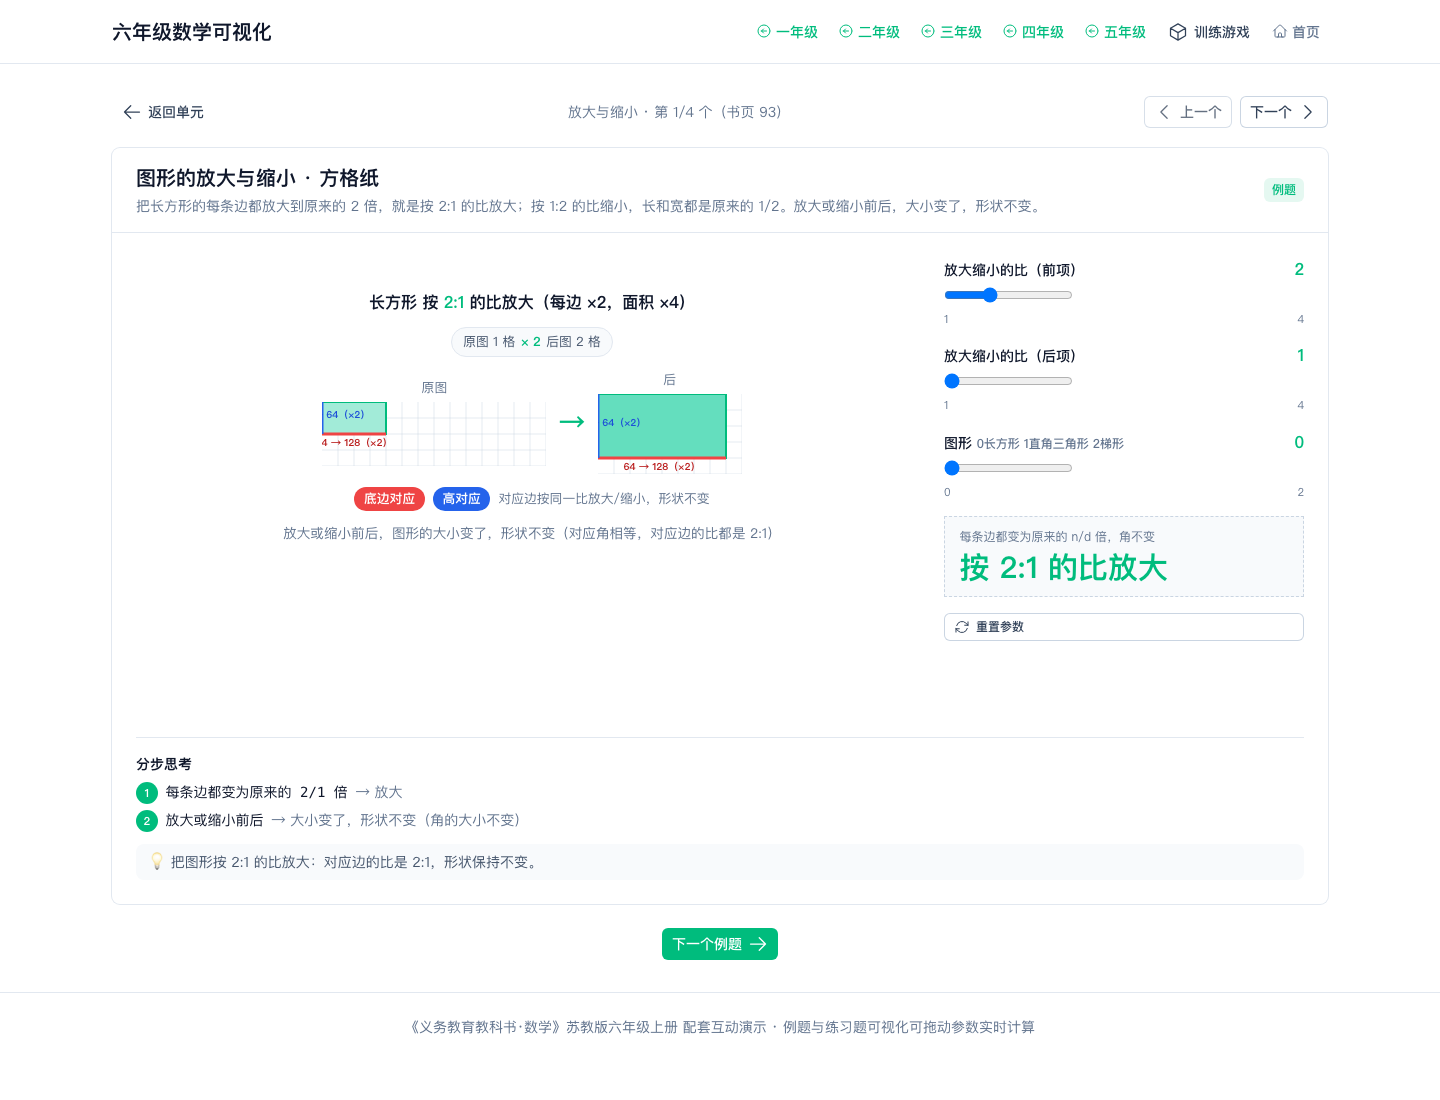 六年级数学可视化
一年级 二年级 三年级 四年级 五年级 训练游戏 首页
返回单元
放大与缩小 · 第 1/4 个（书页 93）
上一个 下一个
图形的放大与缩小 · 方格纸
把长方形的每条边都放大到原来的 2 倍，就是按 2:1 的比放大；按 1:2 的比缩小，长和宽都是原来的 1/2。放大或缩小前后，大小变了，形状不变。
例题
长方形 按 2:1 的比放大（每边 ×2，面积 ×4）
原图 1 格 × 2 后图 2 格
原图
64（×2）
4 → 128（×2）
→
后
64（×2）
64 → 128（×2）
底边对应 高对应 对应边按同一比放大/缩小，形状不变
放大或缩小前后，图形的大小变了，形状不变（对应角相等，对应边的比都是 2:1）
放大缩小的比（前项） 2
1 4
放大缩小的比（后项） 1
1 4
图形 0长方形 1直角三角形 2梯形 0
0 2
每条边都变为原来的 n/d 倍，角不变
按 2:1 的比放大
重置参数
分步思考
1 每条边都变为原来的 2/1 倍 → 放大
2 放大或缩小前后 → 大小变了，形状不变（角的大小不变）
💡 把图形按 2:1 的比放大：对应边的比是 2:1，形状保持不变。
下一个例题 →
《义务教育教科书·数学》苏教版六年级上册 配套互动演示 · 例题与练习题可视化可拖动参数实时计算